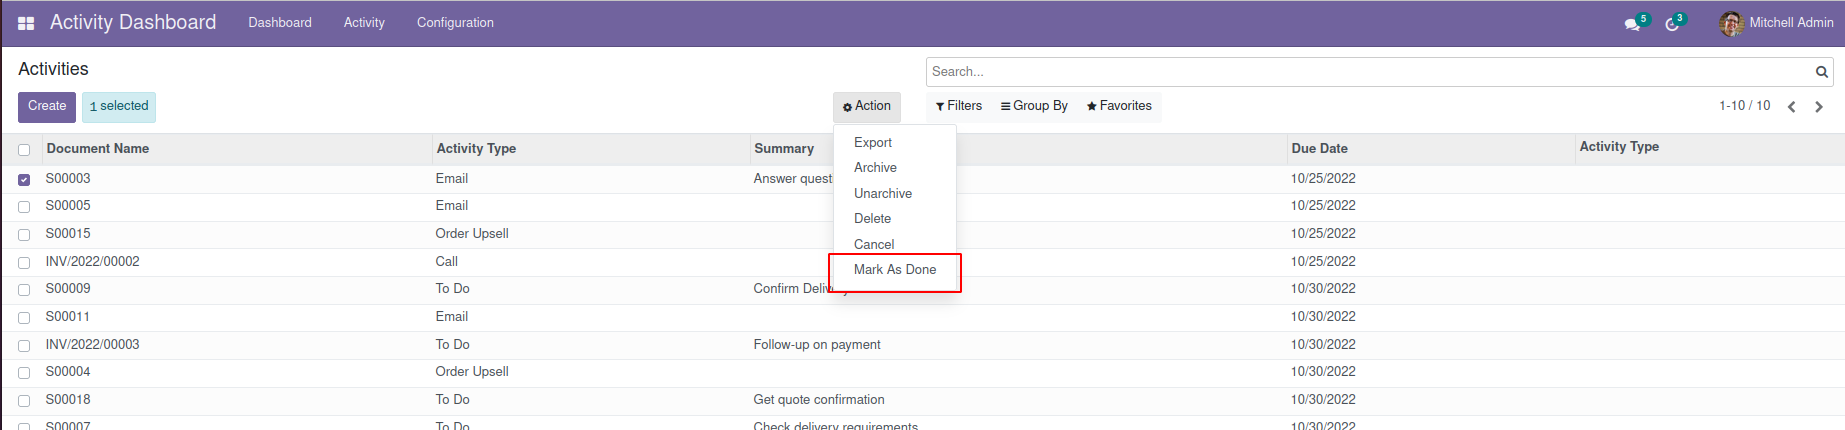 Activity Dashboard Dashboard Activity Configuration 5 3 Mitchell Admin
Activities
Search...
Create 1 selected Action Filters Group By Favorites 1-10 / 10
Document Name Activity Type Summary Due Date Activity Type
Export
Archive
Unarchive
Delete
Cancel
Mark As Done
S00003 Email Answer quest 10/25/2022
S00005 Email 10/25/2022
S00015 Order Upsell 10/25/2022
INV/2022/00002 Call 10/25/2022
S00009 To Do Confirm Delivery 10/30/2022
S00011 Email 10/30/2022
INV/2022/00003 To Do Follow-up on payment 10/30/2022
S00004 Order Upsell 10/30/2022
S00018 To Do Get quote confirmation 10/30/2022
S00007 To Do Check delivery requirements 10/30/2022